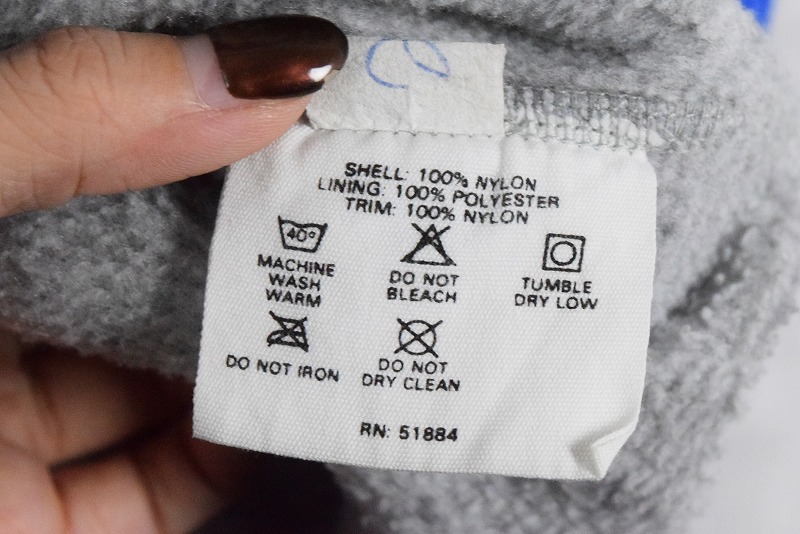 SHELL: 100% NYLON
LINING: 100% POLYESTER
TRIM: 100% NYLON
40°
MACHINE
WASH
WARM
DO NOT
BLEACH
TUMBLE
DRY LOW
DO NOT IRON
DO NOT
DRY CLEAN
RN: 51884